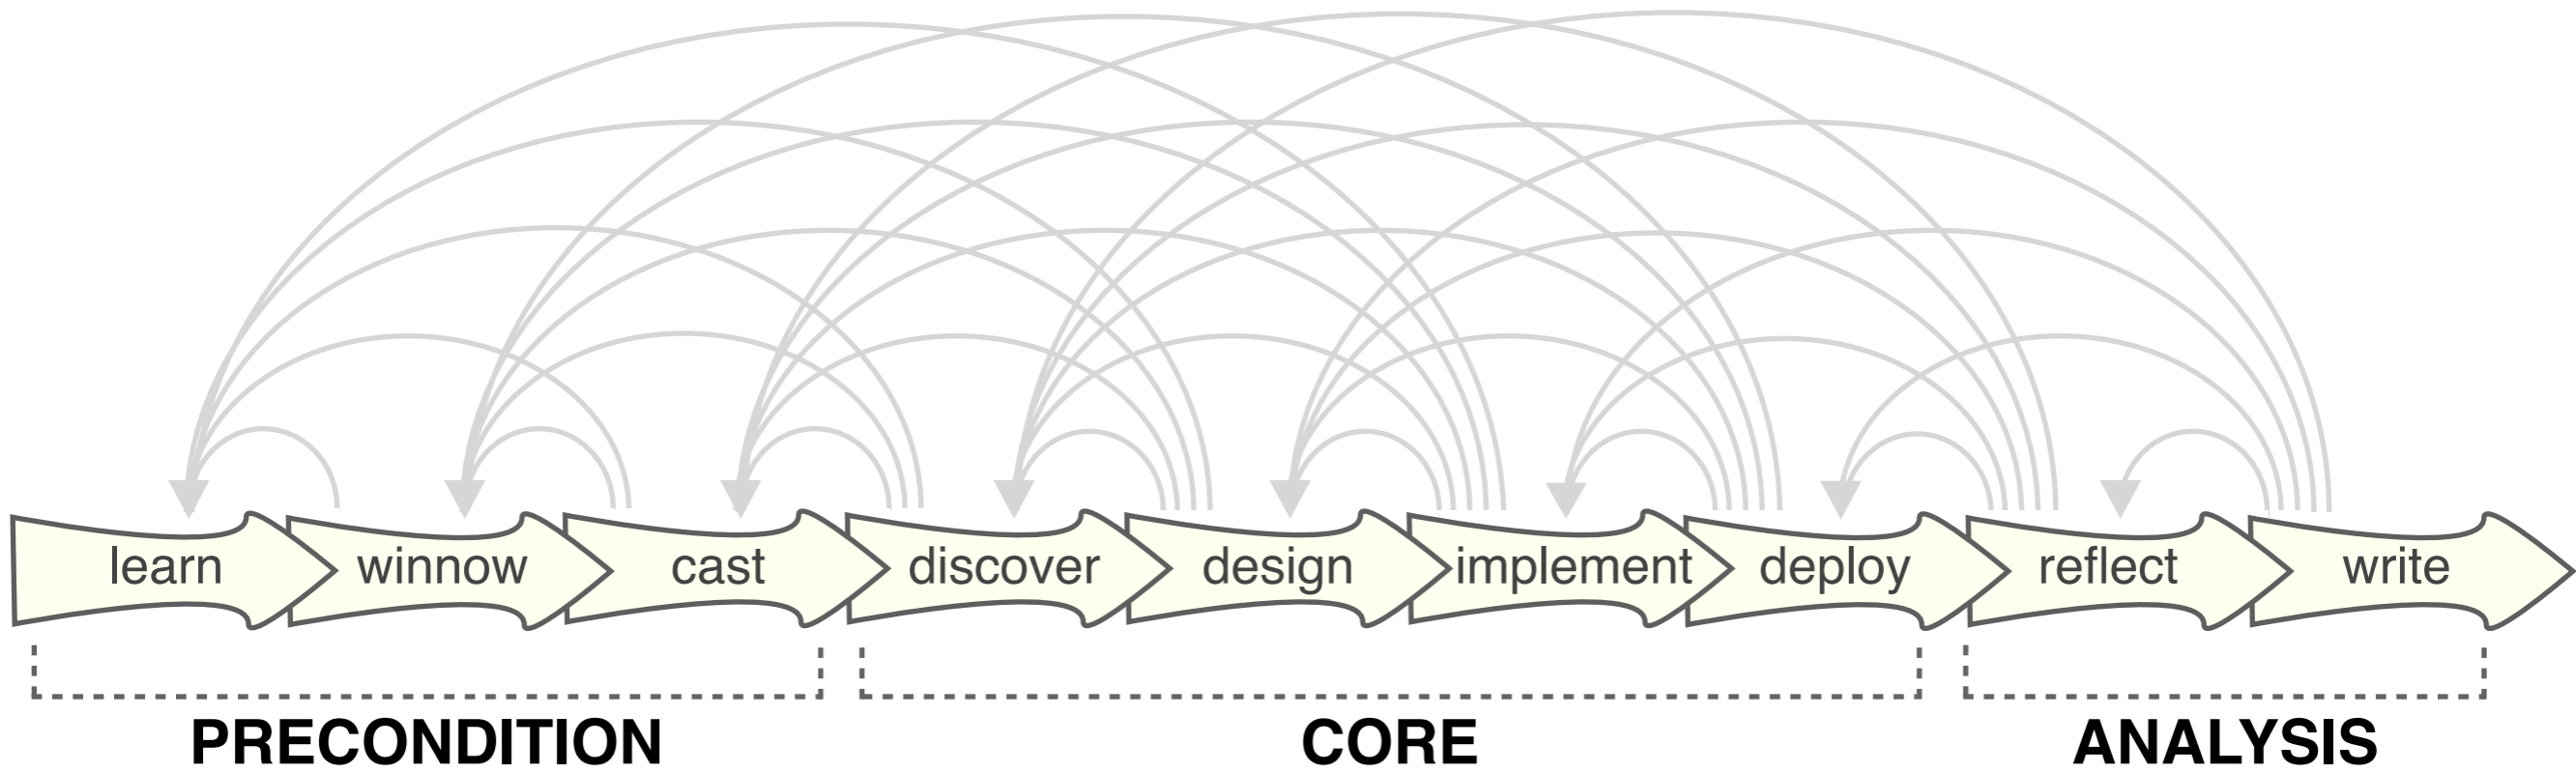 learn winnow cast discover design implement deploy reflect write
PRECONDITION CORE ANALYSIS